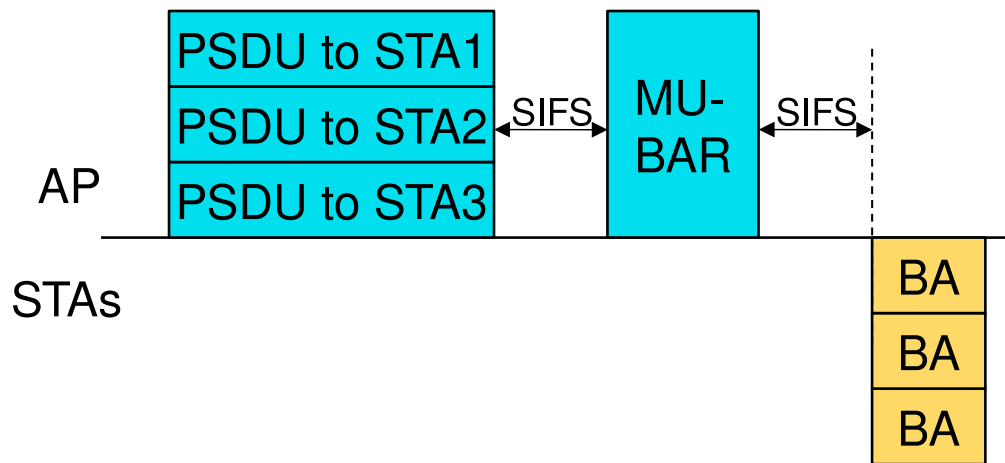 PSDU to STA1
PSDU to STA2
PSDU to STA3
SIFS
MU-
BAR
SIFS
AP
STAs
BA
BA
BA